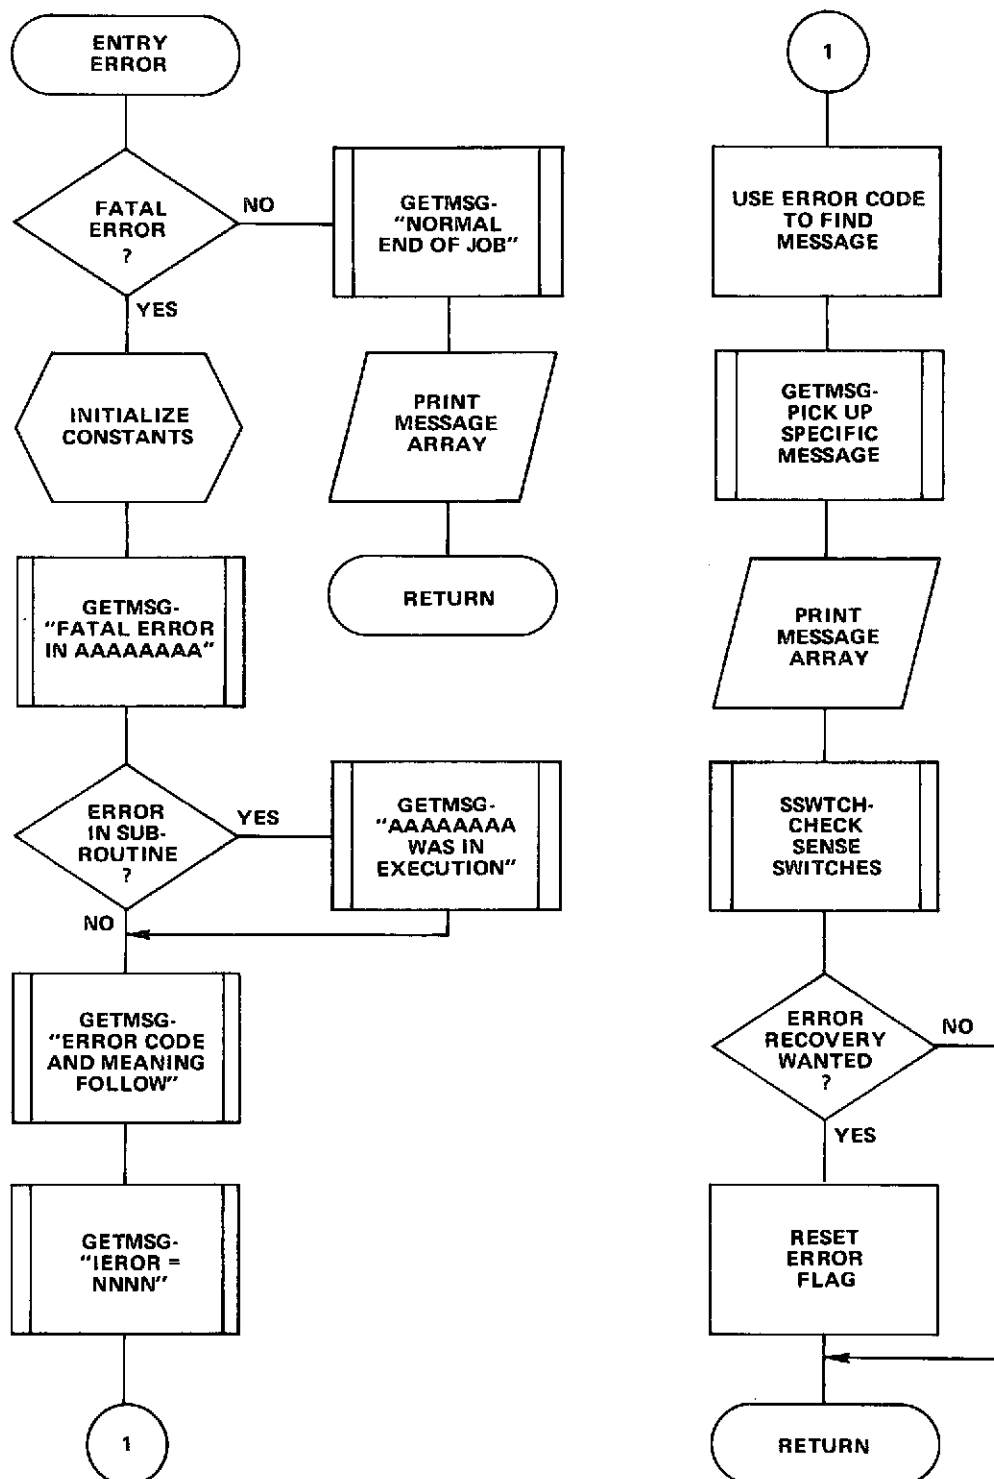 ENTRY
ERROR
FATAL
ERROR
?
NO
YES
GETMSG-
"NORMAL
END OF JOB"
INITIALIZE
CONSTANTS
PRINT
MESSAGE
ARRAY
RETURN
GETMSG-
"FATAL ERROR
IN AAAAAAAA"
ERROR
IN SUB-
ROUTINE
?
YES
NO
GETMSG-
"AAAAAAAA
WAS IN
EXECUTION"
GETMSG-
"ERROR CODE
AND MEANING
FOLLOW"
GETMSG-
"IEROR =
NNNN"
1
1
USE ERROR CODE
TO FIND
MESSAGE
GETMSG-
PICK UP
SPECIFIC
MESSAGE
PRINT
MESSAGE
ARRAY
SSWTCH-
CHECK
SENSE
SWITCHES
ERROR
RECOVERY
WANTED
?
NO
YES
RESET
ERROR
FLAG
RETURN